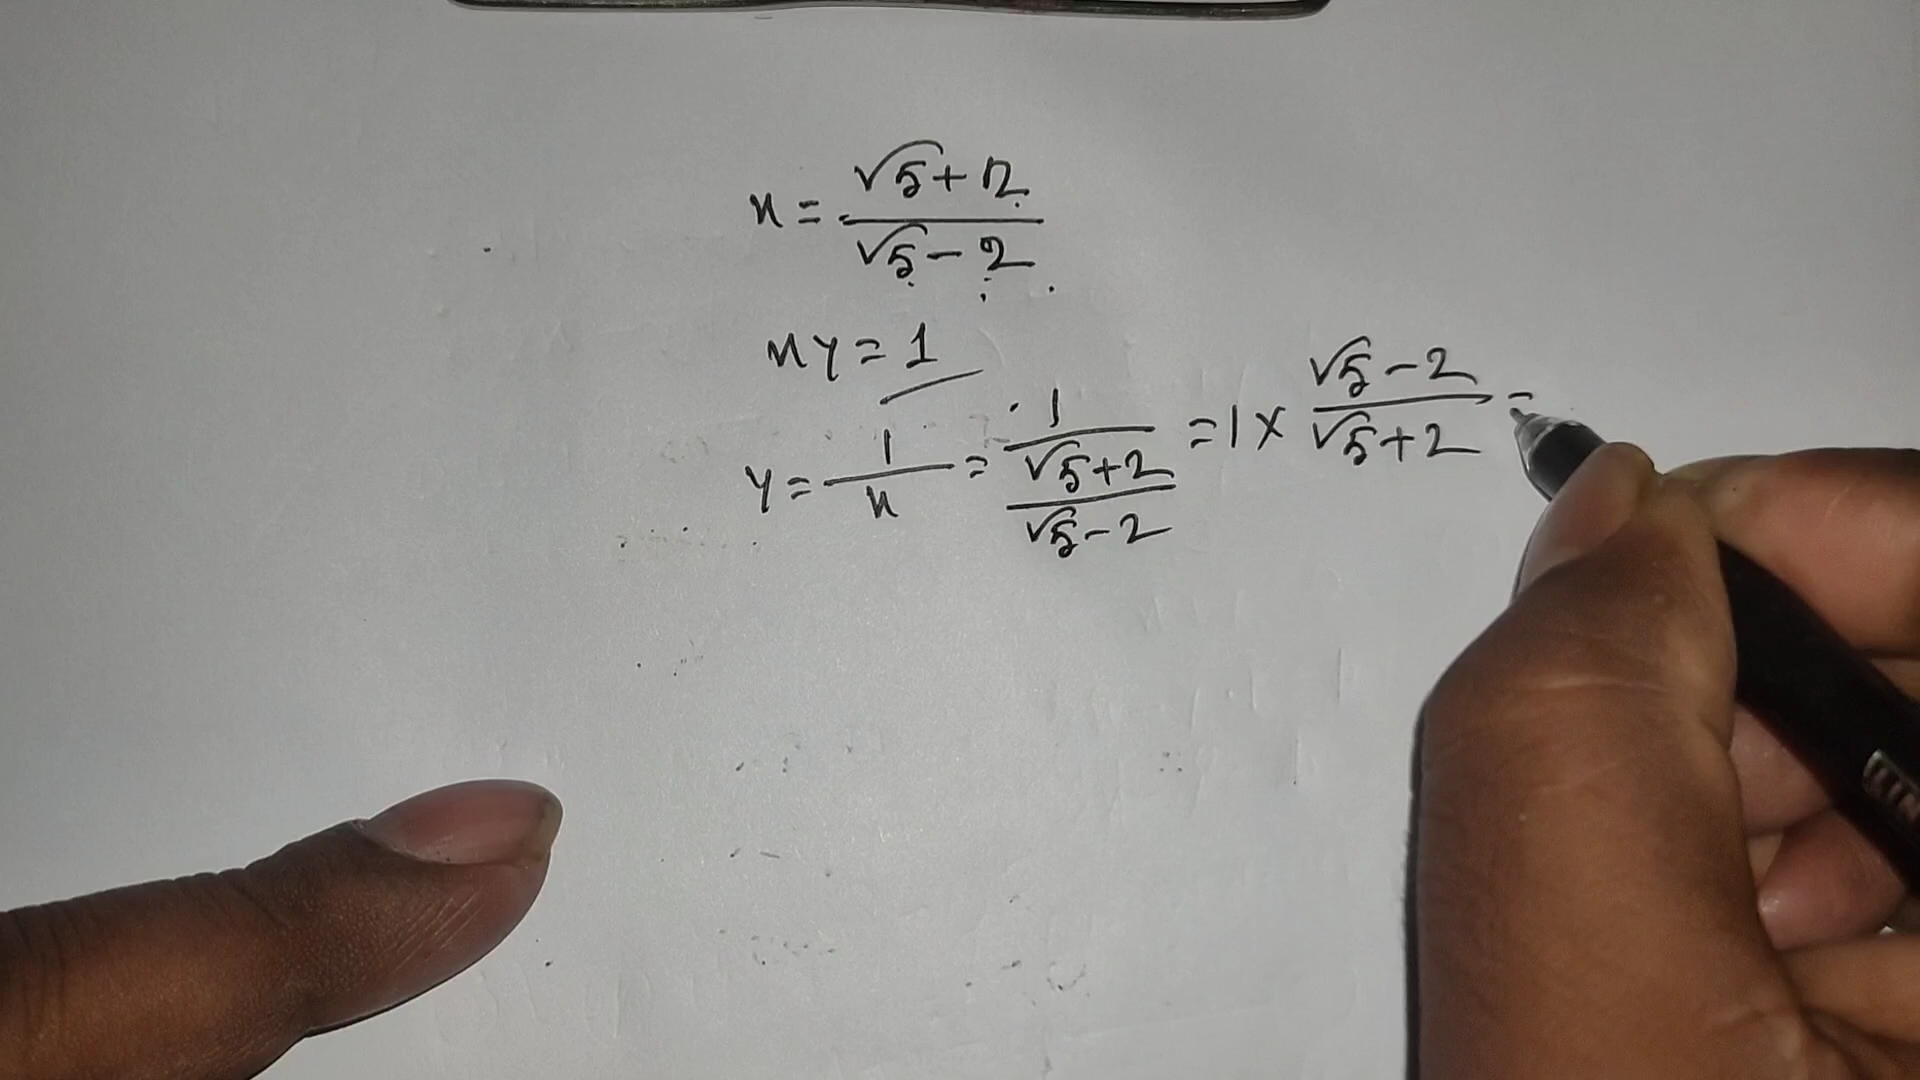 x = (√5+2)/(√5-2)
xy = 1
y = 1/x = 1/((√5+2)/(√5-2)) = 1 × (√5-2)/(√5+2) =